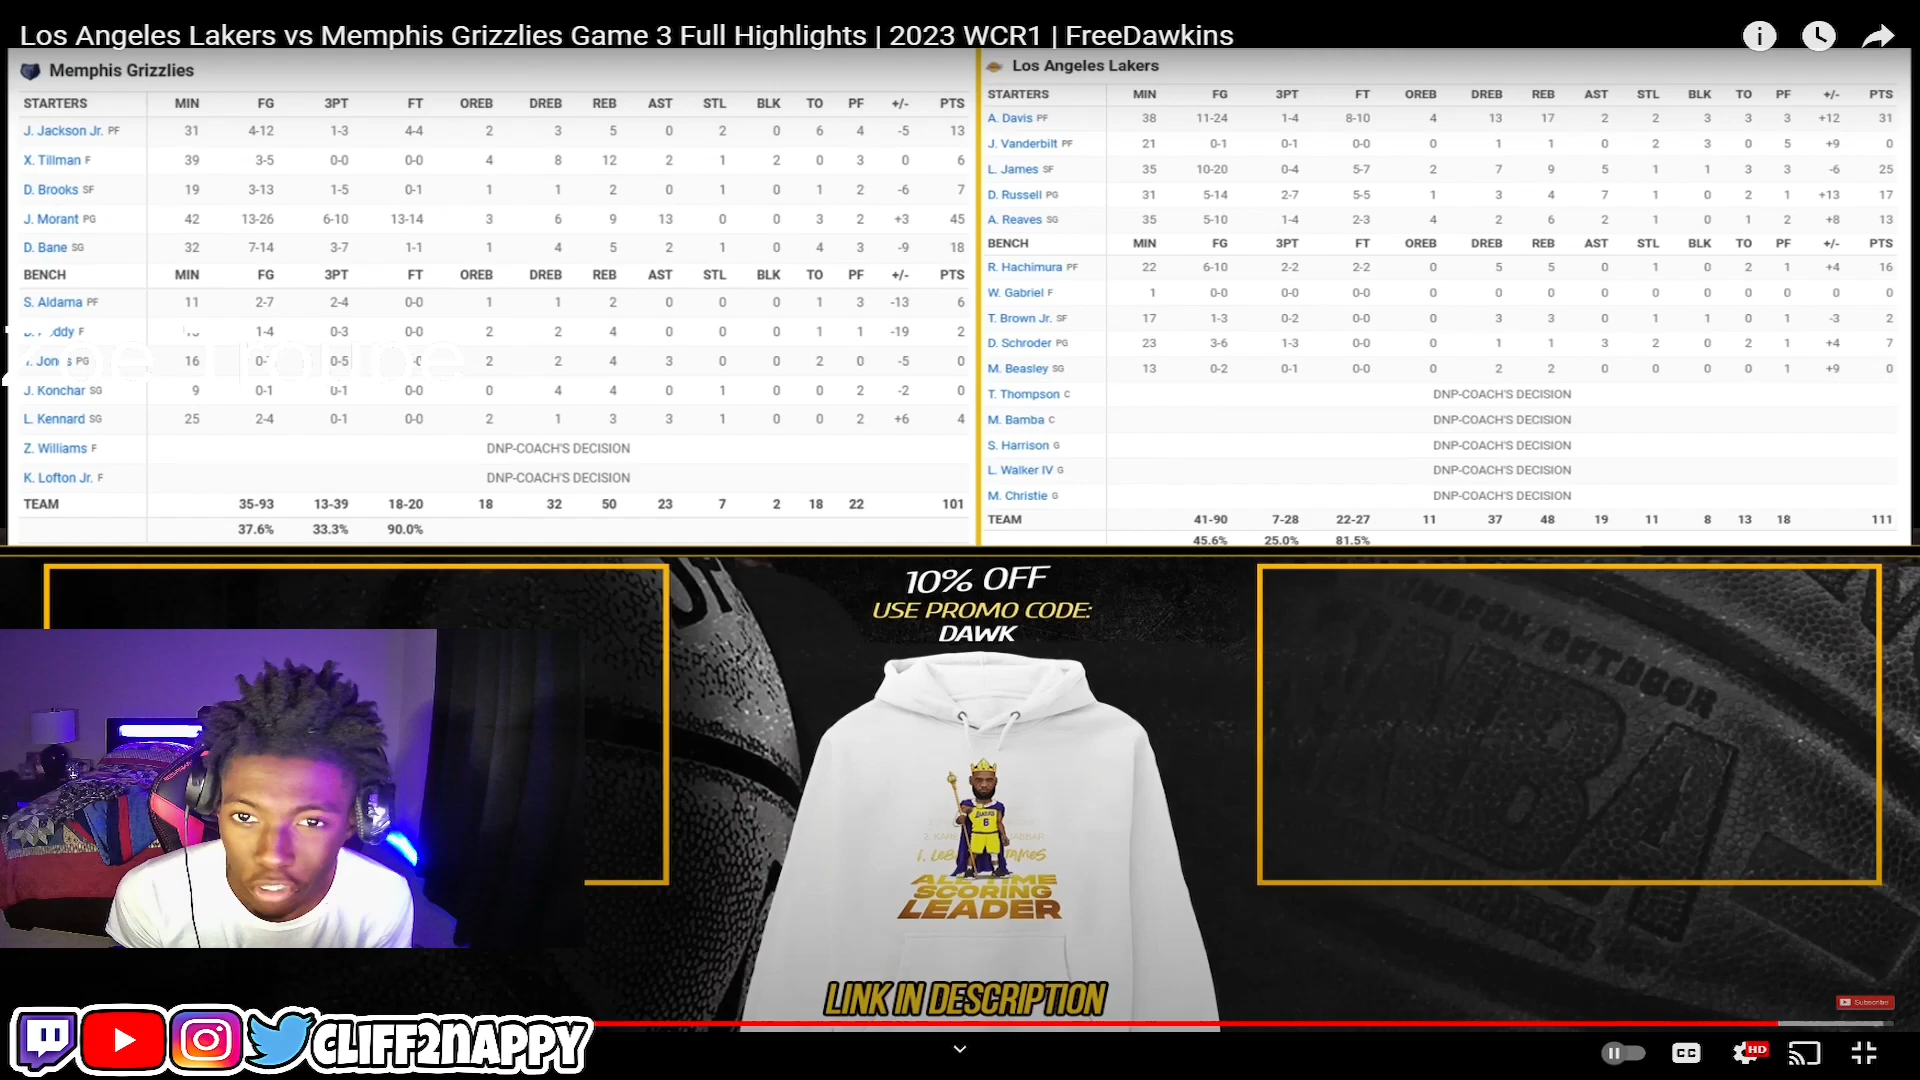 Los Angeles Lakers vs Memphis Grizzlies Game 3 Full Highlights | 2023 WCR1 | FreeDawkins
Memphis Grizzlies
STARTERS MIN FG 3PT FT OREB DREB REB AST STL BLK TO PF +/- PTS
J. Jackson Jr. PF 31 4-12 1-3 4-4 2 3 5 0 2 0 6 4 -5 13
X. Tillman F 39 3-5 0-0 0-0 4 8 12 2 1 2 0 3 0 6
D. Brooks SF 19 3-13 1-5 0-1 1 1 2 0 1 0 1 2 -6 7
J. Morant PG 42 13-26 6-10 13-14 3 6 9 13 0 0 3 2 +3 45
D. Bane SG 32 7-14 3-7 1-1 1 4 5 2 1 0 4 3 -9 18
BENCH MIN FG 3PT FT OREB DREB REB AST STL BLK TO PF +/- PTS
S. Aldama PF 11 2-7 2-4 0-0 1 1 2 0 0 0 1 3 -13 6
F 1-4 0-3 0-0 2 2 4 0 0 0 1 1 -19 2
PG 16 0-5 2 2 4 3 0 0 2 0 -5 0
J. Konchar SG 9 0-1 0-1 0-0 0 4 4 0 1 0 0 2 -2 0
L. Kennard SG 25 2-4 0-1 0-0 2 1 3 3 1 0 0 2 +6 4
Z. Williams F DNP-COACH'S DECISION
K. Lofton Jr. F DNP-COACH'S DECISION
TEAM 35-93 13-39 18-20 18 32 50 23 7 2 18 22 101
37.6% 33.3% 90.0%
Zoe Troupe
Los Angeles Lakers
STARTERS MIN FG 3PT FT OREB DREB REB AST STL BLK TO PF +/- PTS
A. Davis PF 38 11-24 1-4 8-10 4 13 17 2 2 3 3 3 +12 31
J. Vanderbilt PF 21 0-1 0-1 0-0 0 1 1 0 2 3 0 5 +9 0
L. James SF 35 10-20 0-4 5-7 2 7 9 5 1 1 3 3 -6 25
D. Russell PG 31 5-14 2-7 5-5 1 3 4 7 1 0 2 1 +13 17
A. Reaves SG 35 5-10 1-4 2-3 4 2 6 2 1 0 1 2 +8 13
BENCH MIN FG 3PT FT OREB DREB REB AST STL BLK TO PF +/- PTS
R. Hachimura PF 22 6-10 2-2 2-2 0 5 5 0 1 0 2 1 +4 16
W. Gabriel F 1 0-0 0-0 0-0 0 0 0 0 0 0 0 0 0 0
T. Brown Jr. SF 17 1-3 0-2 0-0 0 3 3 0 1 1 0 1 -3 2
D. Schroder PG 23 3-6 1-3 0-0 0 1 1 3 2 0 2 1 +4 7
M. Beasley SG 13 0-2 0-1 0-0 0 2 2 0 0 0 0 1 +9 0
T. Thompson C DNP-COACH'S DECISION
M. Bamba C DNP-COACH'S DECISION
S. Harrison G DNP-COACH'S DECISION
L. Walker IV G DNP-COACH'S DECISION
M. Christie G DNP-COACH'S DECISION
TEAM 41-90 7-28 22-27 11 37 48 19 11 8 13 18 111
45.6% 25.0% 81.5%
10% OFF
USE PROMO CODE:
DAWK
ALL TIME
SCORING
LEADER
LINK IN DESCRIPTION
INDOOR/OUTDOOR
Subscribe
CLIFF2NAPPY
CC
HD